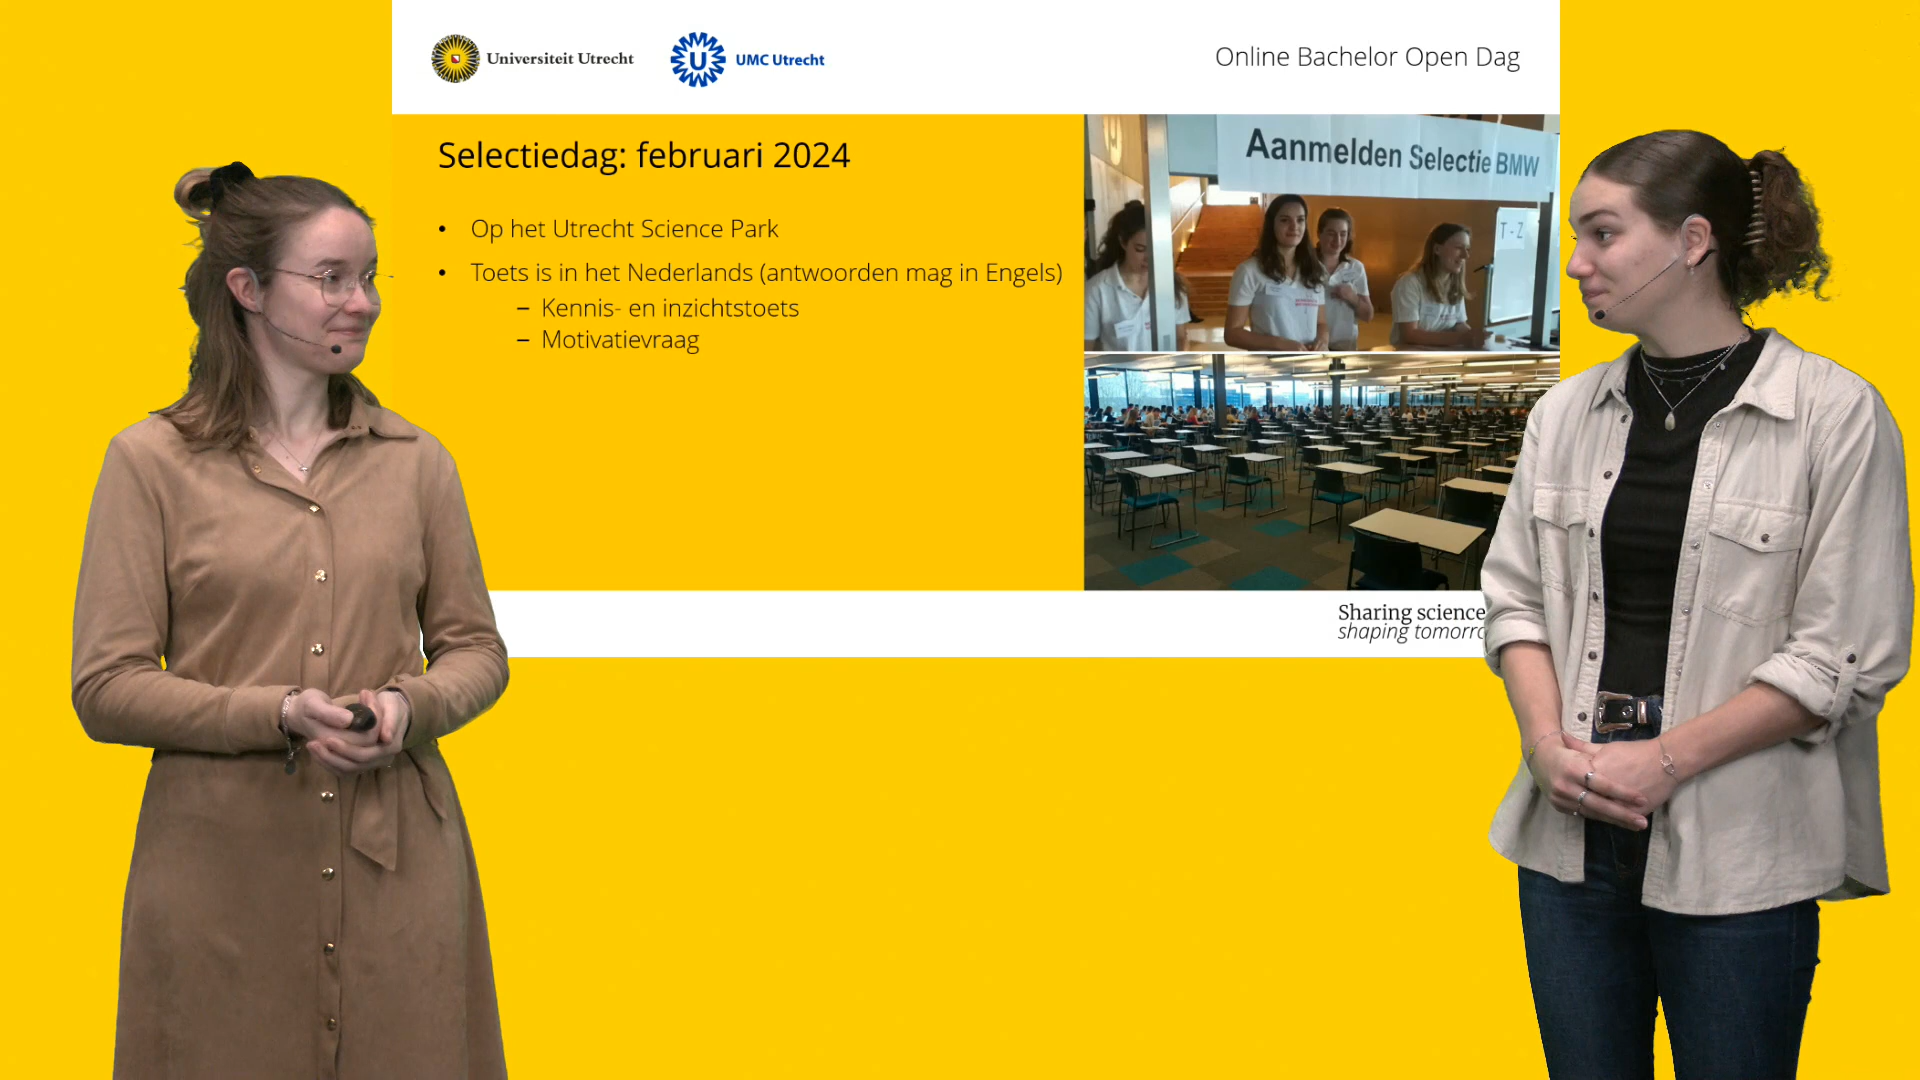 Universiteit Utrecht
UMC Utrecht
Online Bachelor Open Dag
Selectiedag: februari 2024
• Op het Utrecht Science Park
• Toets is in het Nederlands (antwoorden mag in Engels)
– Kennis- en inzichtstoets
– Motivatievraag
Aanmelden Selectie BMW
T - Z
Sharing science
shaping